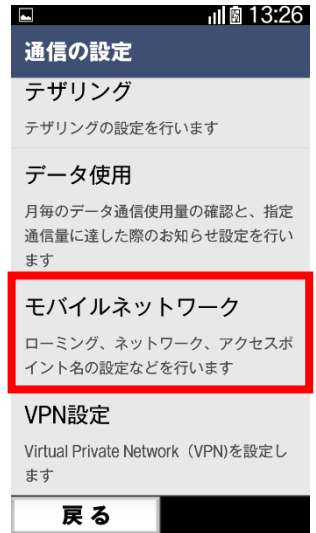 13:26
通信の設定
テザリング
テザリングの設定を行います
データ使用
月毎のデータ通信使用量の確認と、指定
通信量に達した際のお知らせ設定を行い
ます
モバイルネットワーク
ローミング、ネットワーク、アクセスポ
イント名の設定などを行います
VPN設定
Virtual Private Network（VPN)を設定し
ます
戻る